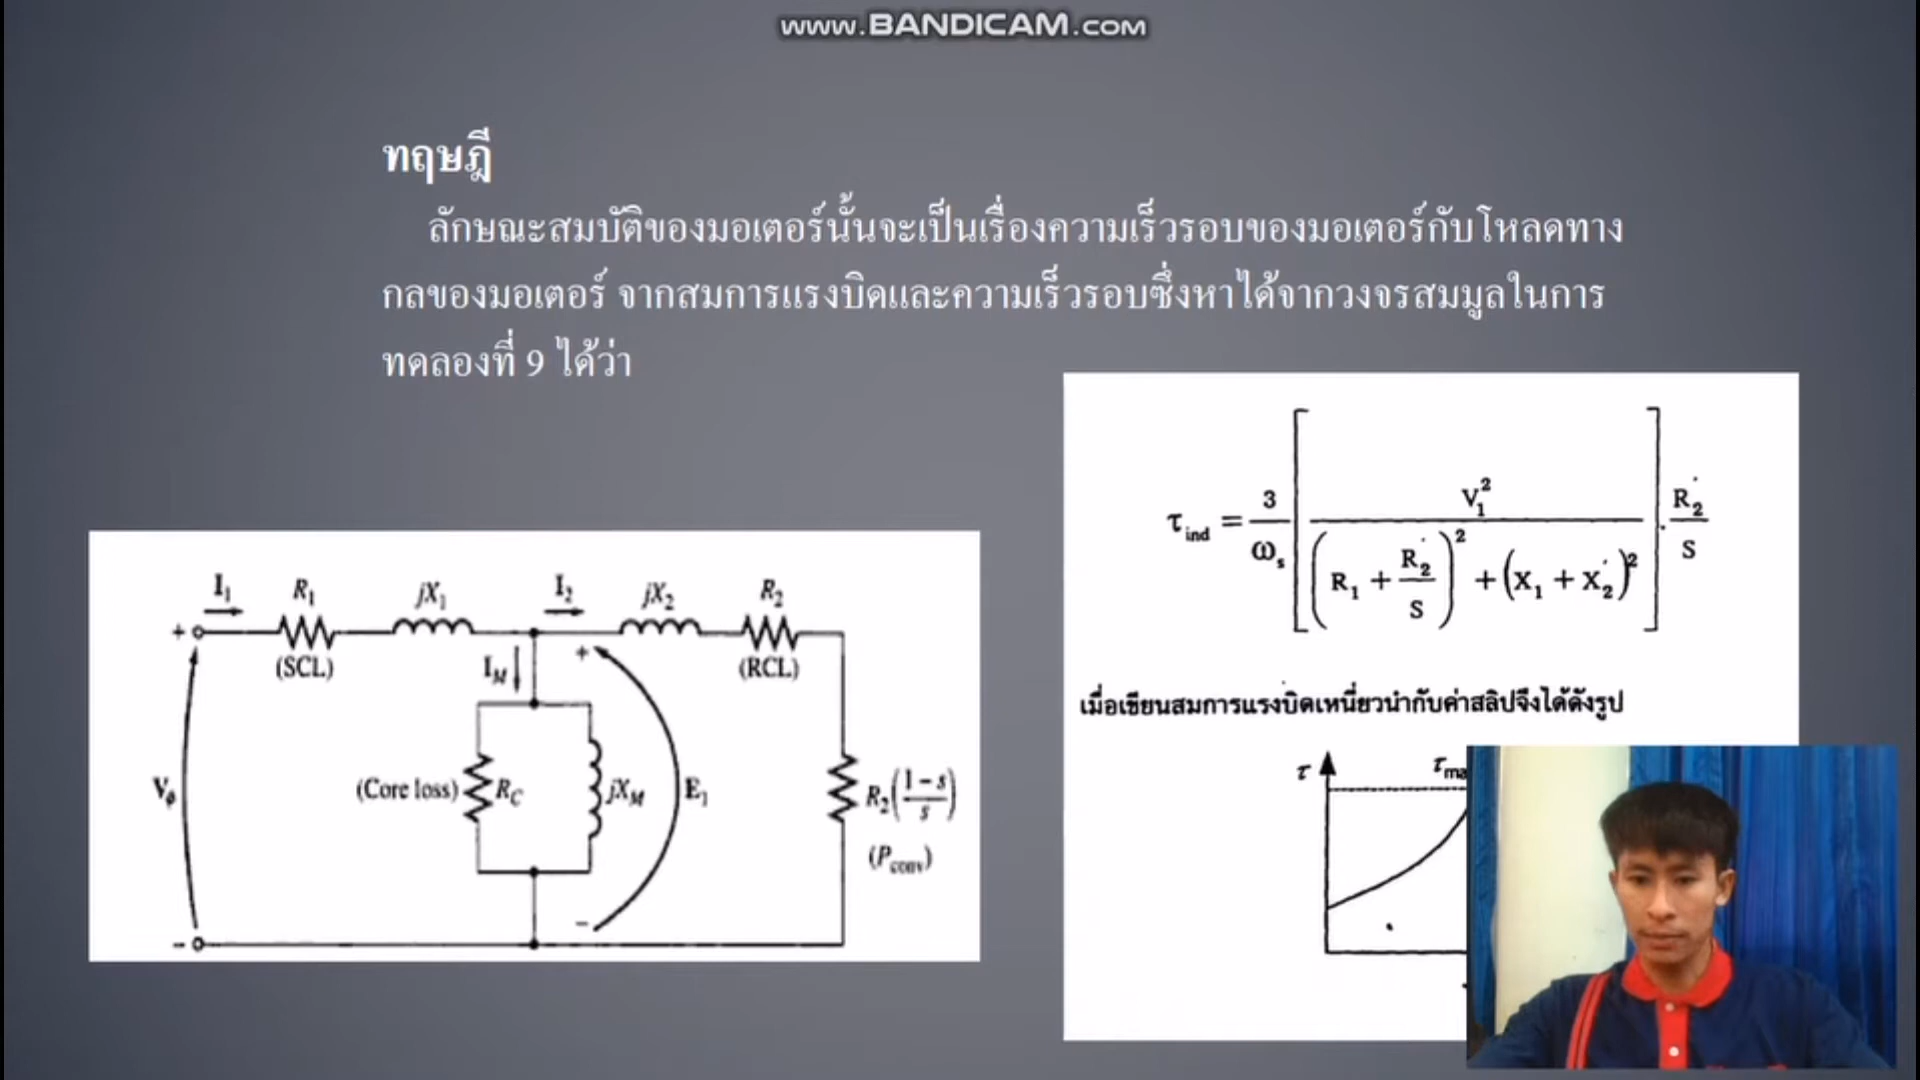 www.BANDICAM.com
ทฤษฎี
ลักษณะสมบัติของมอเตอร์นั้นจะเป็นเรื่องความเร็วรอบของมอเตอร์กับโหลดทาง
กลของมอเตอร์ จากสมการแรงบิดและความเร็วรอบซึ่งหาได้จากวงจรสมมูลในการ
ทดลองที่ 9 ได้ว่า
τind = 3/ωs [ V₁² / ( (R₁ + R₂'/S)² + (X₁ + X₂')² ) ] . R₂'/S
เมื่อเขียนสมการแรงบิดเหนี่ยวนำกับค่าสลิปจึงได้ดังรูป
τ
I₁ R₁ jX₁ I₂ jX₂ R₂
+
(SCL) I_M + (RCL)
Vϕ (Core loss) R_C jX_M E₁ R₂((1-s)/s)
(Pconv)
-
-